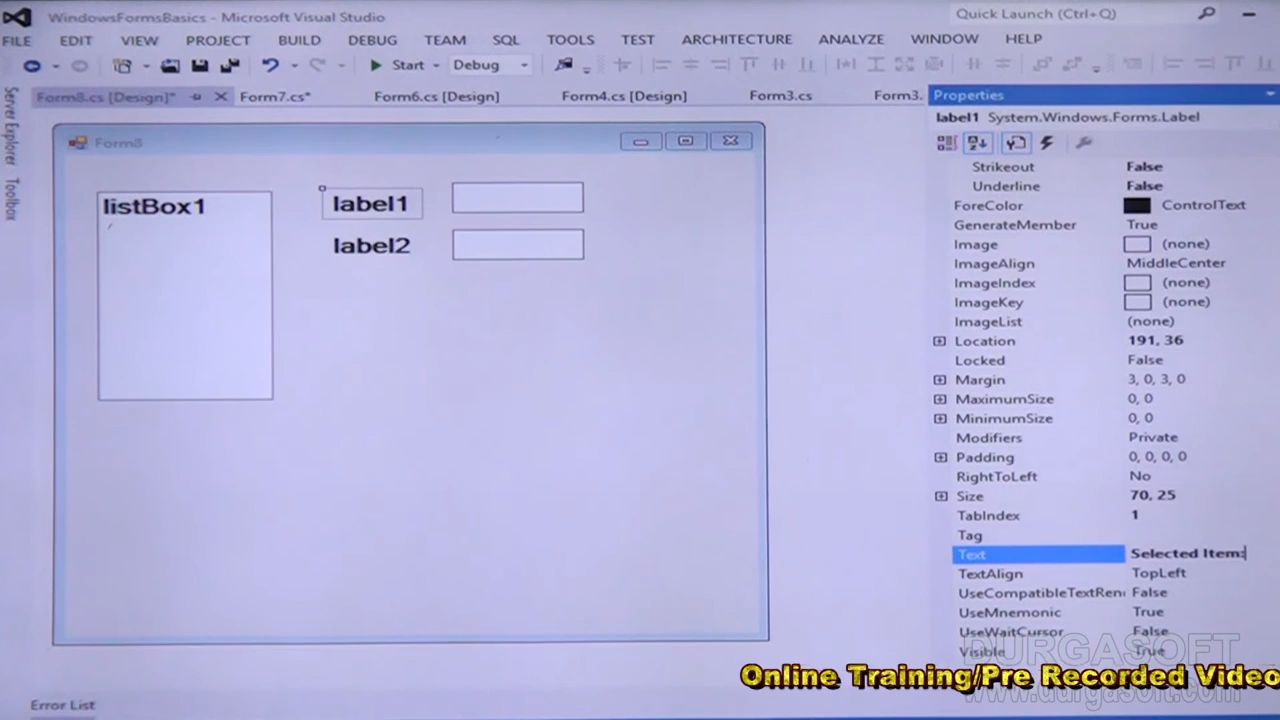 WindowsFormsBasics - Microsoft Visual Studio
Quick Launch (Ctrl+Q)
FILE EDIT VIEW PROJECT BUILD DEBUG TEAM SQL TOOLS TEST ARCHITECTURE ANALYZE WINDOW HELP
Start Debug
Form8.cs [Design]* Form7.cs* Form6.cs [Design] Form4.cs [Design] Form3.cs Form3.
Server Explorer
Toolbox
Form8
listBox1
label1
label2
Properties
label1 System.Windows.Forms.Label
Strikeout False
Underline False
ForeColor ControlText
GenerateMember True
Image (none)
ImageAlign MiddleCenter
ImageIndex (none)
ImageKey (none)
ImageList (none)
Location 191, 36
Locked False
Margin 3, 0, 3, 0
MaximumSize 0, 0
MinimumSize 0, 0
Modifiers Private
Padding 0, 0, 0, 0
RightToLeft No
Size 70, 25
TabIndex 1
Tag
Text Selected Item:
TextAlign TopLeft
UseCompatibleTextRen False
UseMnemonic True
UseWaitCursor False
Visible True
DURGASOFT
www.durgasoft.com
Online Training/Pre Recorded Video
Error List